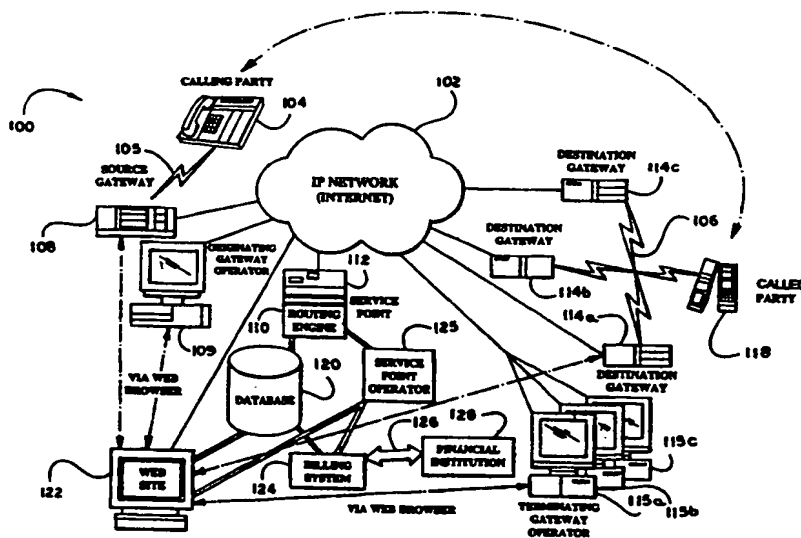 CALLING PARTY
104
102
100
105
SOURCE
GATEWAY
108
IP NETWORK
(INTERNET)
DESTINATION
GATEWAY
114c
106
ORIGINATING
GATEWAY
OPERATOR
109
112
SERVICE
POINT
110
ROUTING
ENGINE
DESTINATION
GATEWAY
114b
CALLED
PARTY
118
125
SERVICE
POINT
OPERATOR
114a
DESTINATION
GATEWAY
VIA WEB
BROWSER
DATABASE
120
126
128
FINANCIAL
INSTITUTION
122
WEB
SITE
124
BILLING
SYSTEM
115c
115a
115b
VIA WEB BROWSER
TERMINATING
GATEWAY
OPERATOR